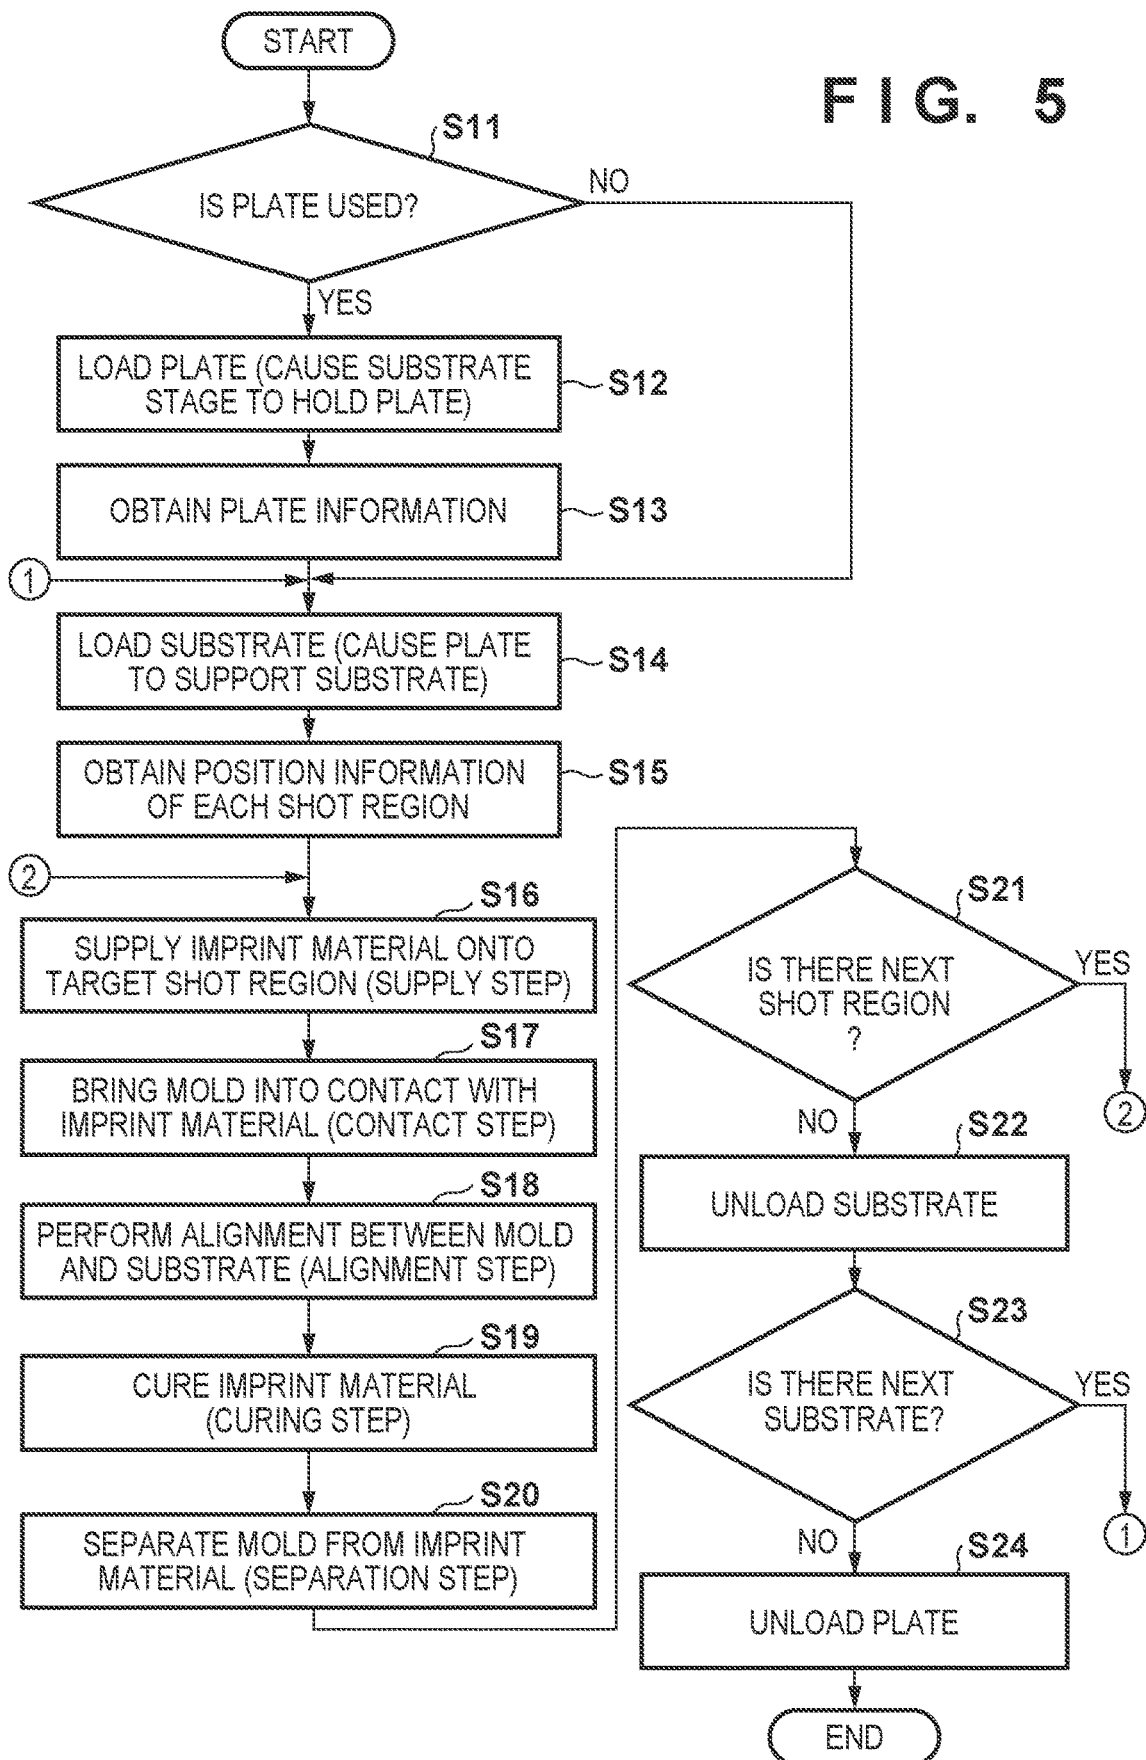 FIG. 5
START
S11
IS PLATE USED?
NO
YES
LOAD PLATE (CAUSE SUBSTRATE
STAGE TO HOLD PLATE)
S12
OBTAIN PLATE INFORMATION
S13
1
LOAD SUBSTRATE (CAUSE PLATE
TO SUPPORT SUBSTRATE)
S14
OBTAIN POSITION INFORMATION
OF EACH SHOT REGION
S15
2
S16
SUPPLY IMPRINT MATERIAL ONTO
TARGET SHOT REGION (SUPPLY STEP)
S17
BRING MOLD INTO CONTACT WITH
IMPRINT MATERIAL (CONTACT STEP)
S18
PERFORM ALIGNMENT BETWEEN MOLD
AND SUBSTRATE (ALIGNMENT STEP)
S19
CURE IMPRINT MATERIAL
(CURING STEP)
S20
SEPARATE MOLD FROM IMPRINT
MATERIAL (SEPARATION STEP)
S21
IS THERE NEXT
SHOT REGION
?
YES
2
NO
S22
UNLOAD SUBSTRATE
S23
IS THERE NEXT
SUBSTRATE?
YES
1
NO
S24
UNLOAD PLATE
END